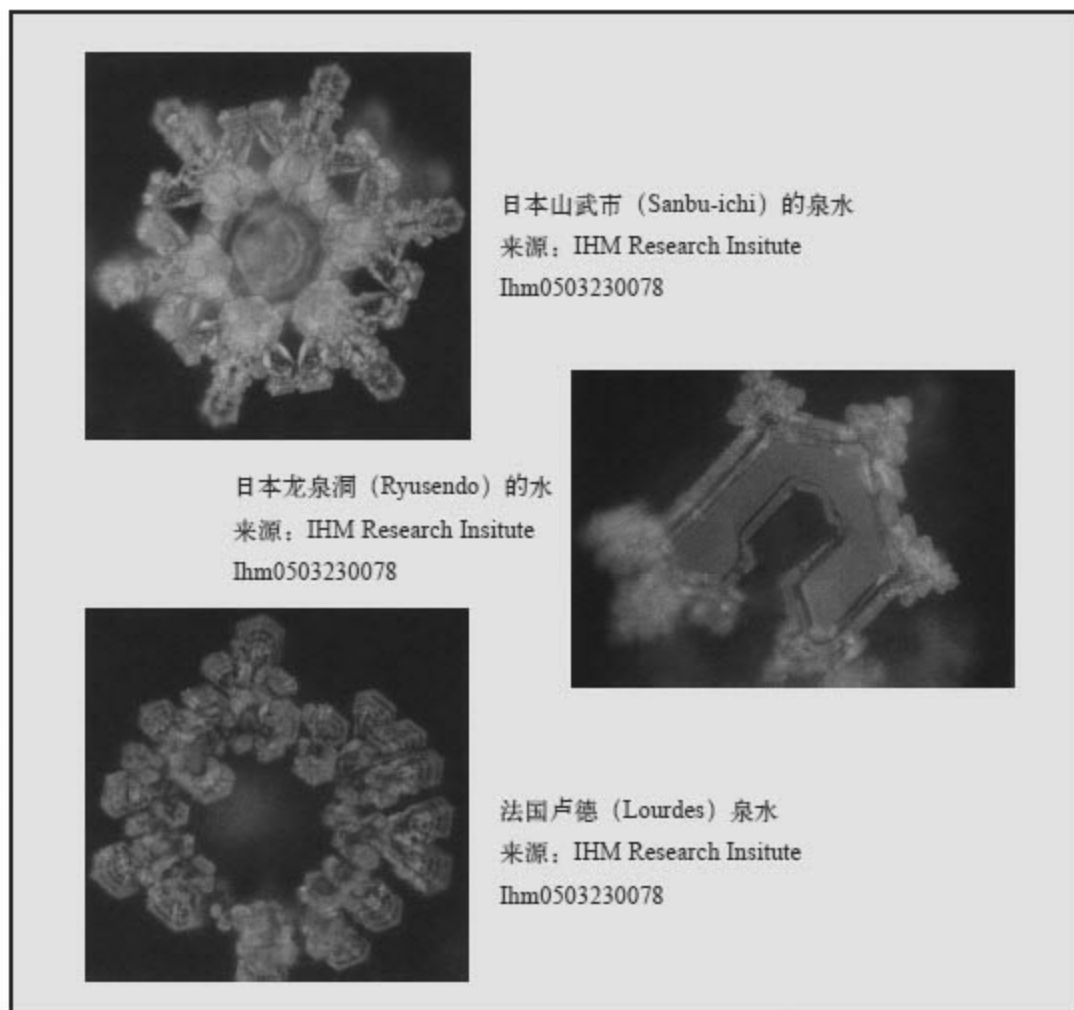 日本山武市（Sanbu-ichi）的泉水
来源：IHM Research Insitute
Ihm0503230078
日本龙泉洞（Ryusendo）的水
来源：IHM Research Insitute
Ihm0503230078
法国卢德（Lourdes）泉水
来源：IHM Research Insitute
Ihm0503230078